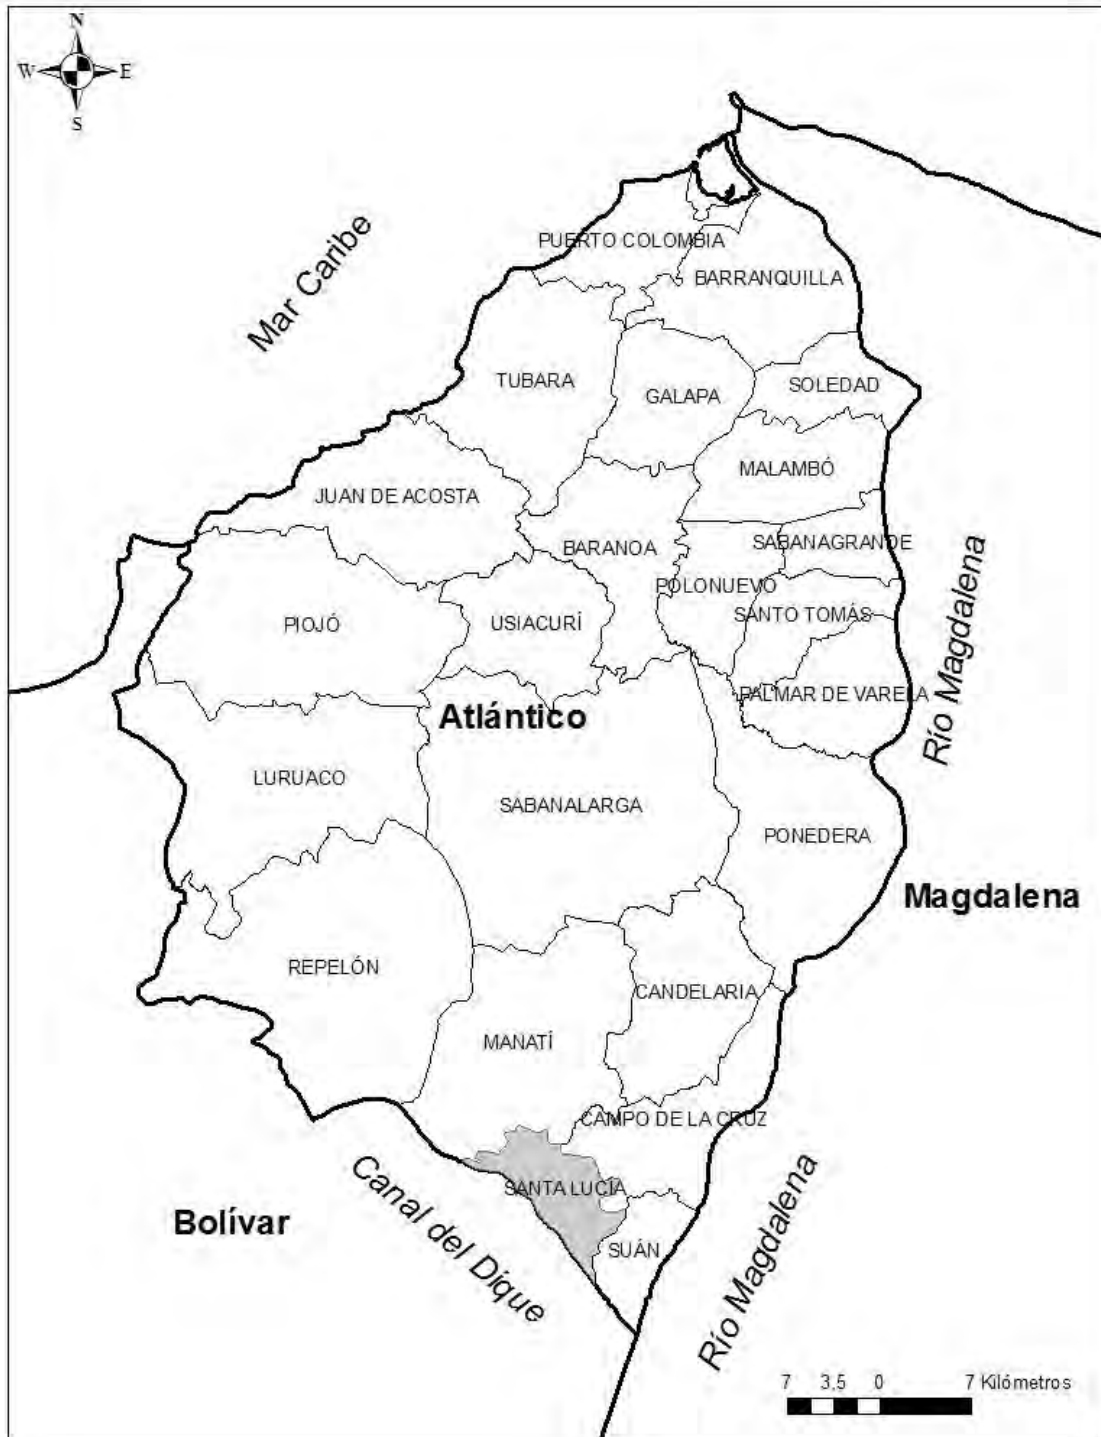 N
W E
S
Mar Caribe
PUERTO COLOMBIA
BARRANQUILLA
TUBARA
GALAPA
SOLEDAD
MALAMBÓ
JUAN DE ACOSTA
BARANOA
SABANAGRANDE
POLONUEVO
PIOJÓ
USIACURÍ
SANTO TOMÁS
PALMAR DE VARELA
Río Magdalena
Atlántico
LURUACO
SABANALARGA
PONEDERA
Magdalena
REPELÓN
CANDELARIA
MANATÍ
CAMPO DE LA CRUZ
SANTA LUCÍA
Canal del Díque
Bolívar
SUÁN
Río Magdalena
7 3,5 0 7 Kilómetros